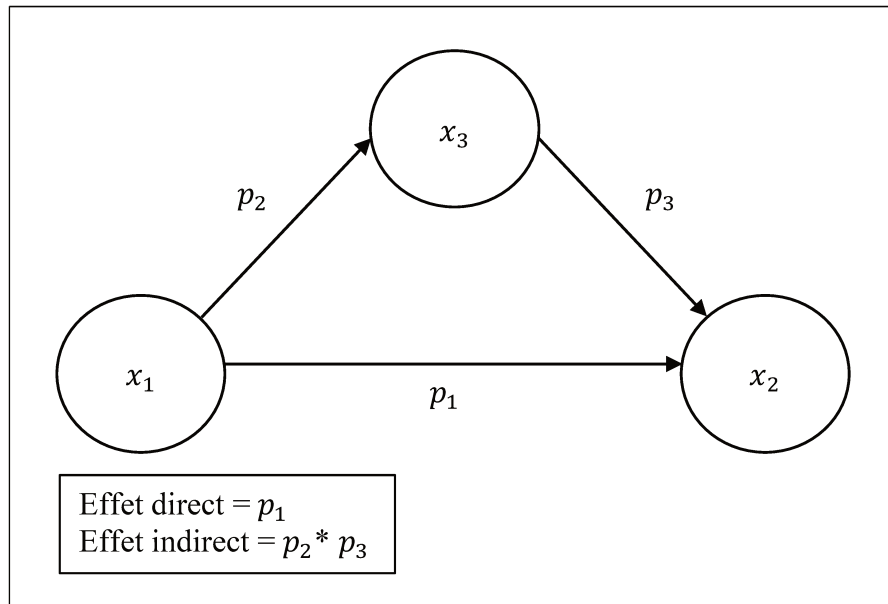 x₃
p₂
p₃
x₁
x₂
p₁
Effet direct = p₁
Effet indirect = p₂* p₃